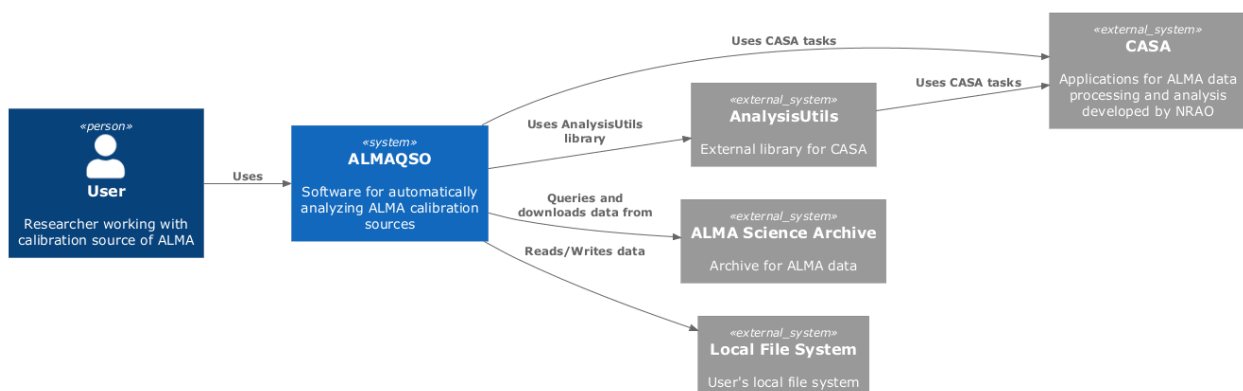 «person»
User
Researcher working with
calibration source of ALMA
Uses
«system»
ALMAQSO
Software for automatically
analyzing ALMA calibration
sources
Uses CASA tasks
Uses AnalysisUtils
library
Queries and
downloads data from
Reads/Writes data
«external_system»
AnalysisUtils
External library for CASA
Uses CASA tasks
«external_system»
CASA
Applications for ALMA data
processing and analysis
developed by NRAO
«external_system»
ALMA Science Archive
Archive for ALMA data
«external_system»
Local File System
User's local file system